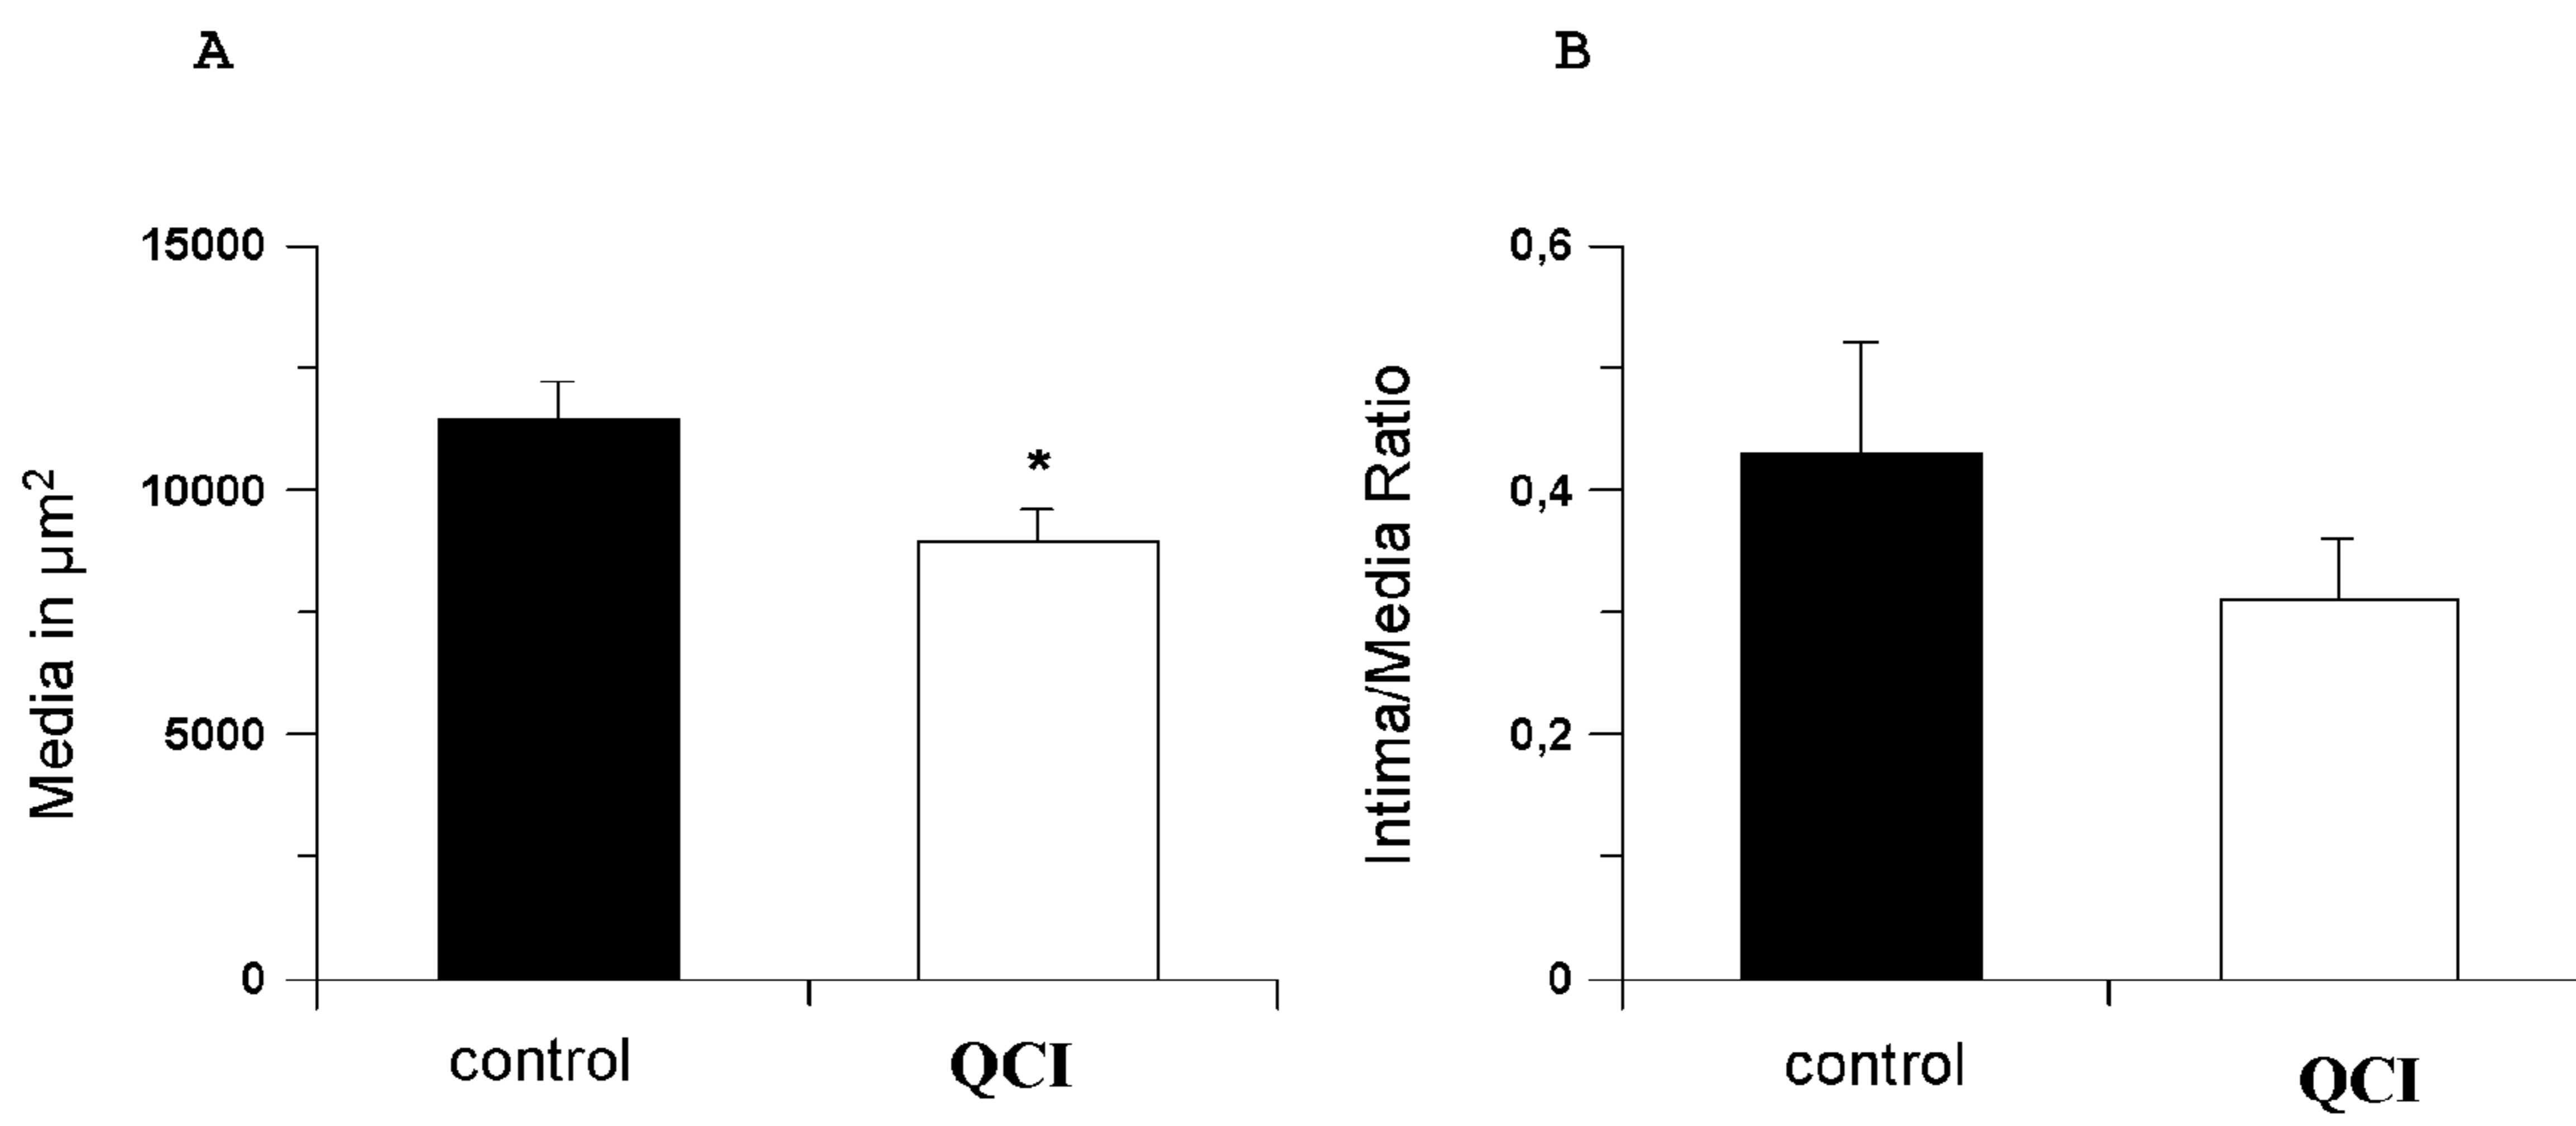 A
Media in µm²
15000
10000
5000
0
*
control
QCI
B
Intima/Media Ratio
0,6
0,4
0,2
0
control
QCI